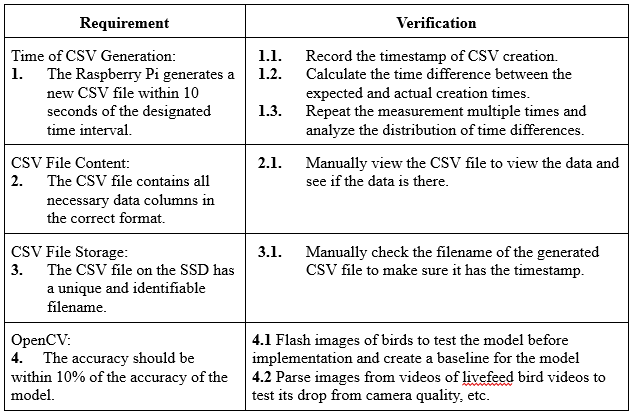 Requirement
Verification
Time of CSV Generation:
1. The Raspberry Pi generates a
new CSV file within 10
seconds of the designated
time interval.
1.1. Record the timestamp of CSV creation.
1.2. Calculate the time difference between the
expected and actual creation times.
1.3. Repeat the measurement multiple times and
analyze the distribution of time differences.
CSV File Content:
2. The CSV file contains all
necessary data columns in
the correct format.
2.1. Manually view the CSV file to view the data and
see if the data is there.
CSV File Storage:
3. The CSV file on the SSD has
a unique and identifiable
filename.
3.1. Manually check the filename of the generated
CSV file to make sure it has the timestamp.
OpenCV:
4. The accuracy should be
within 10% of the accuracy of the
model.
4.1 Flash images of birds to test the model before
implementation and create a baseline for the model
4.2 Parse images from videos of livefeed bird videos to
test its drop from camera quality, etc.